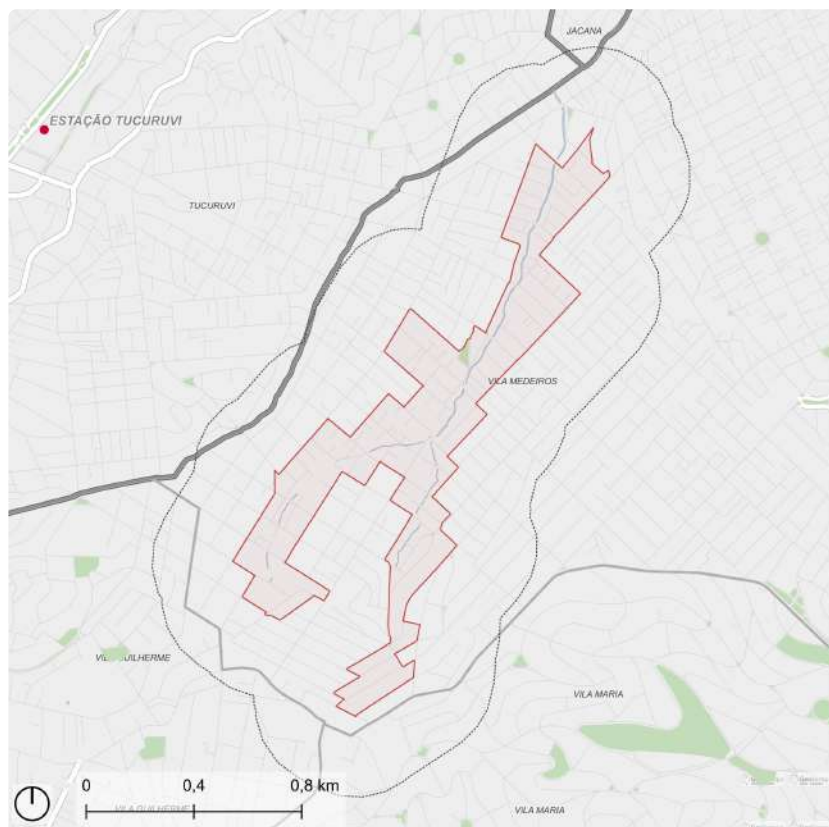 JACANA
ESTAÇÃO TUCURUVI
TUCURUVI
VILA MEDEIROS
VILA GUILHERME
VILA MARIA
0 0,4 0,8 km
VILA GUILHERME
VILA MARIA